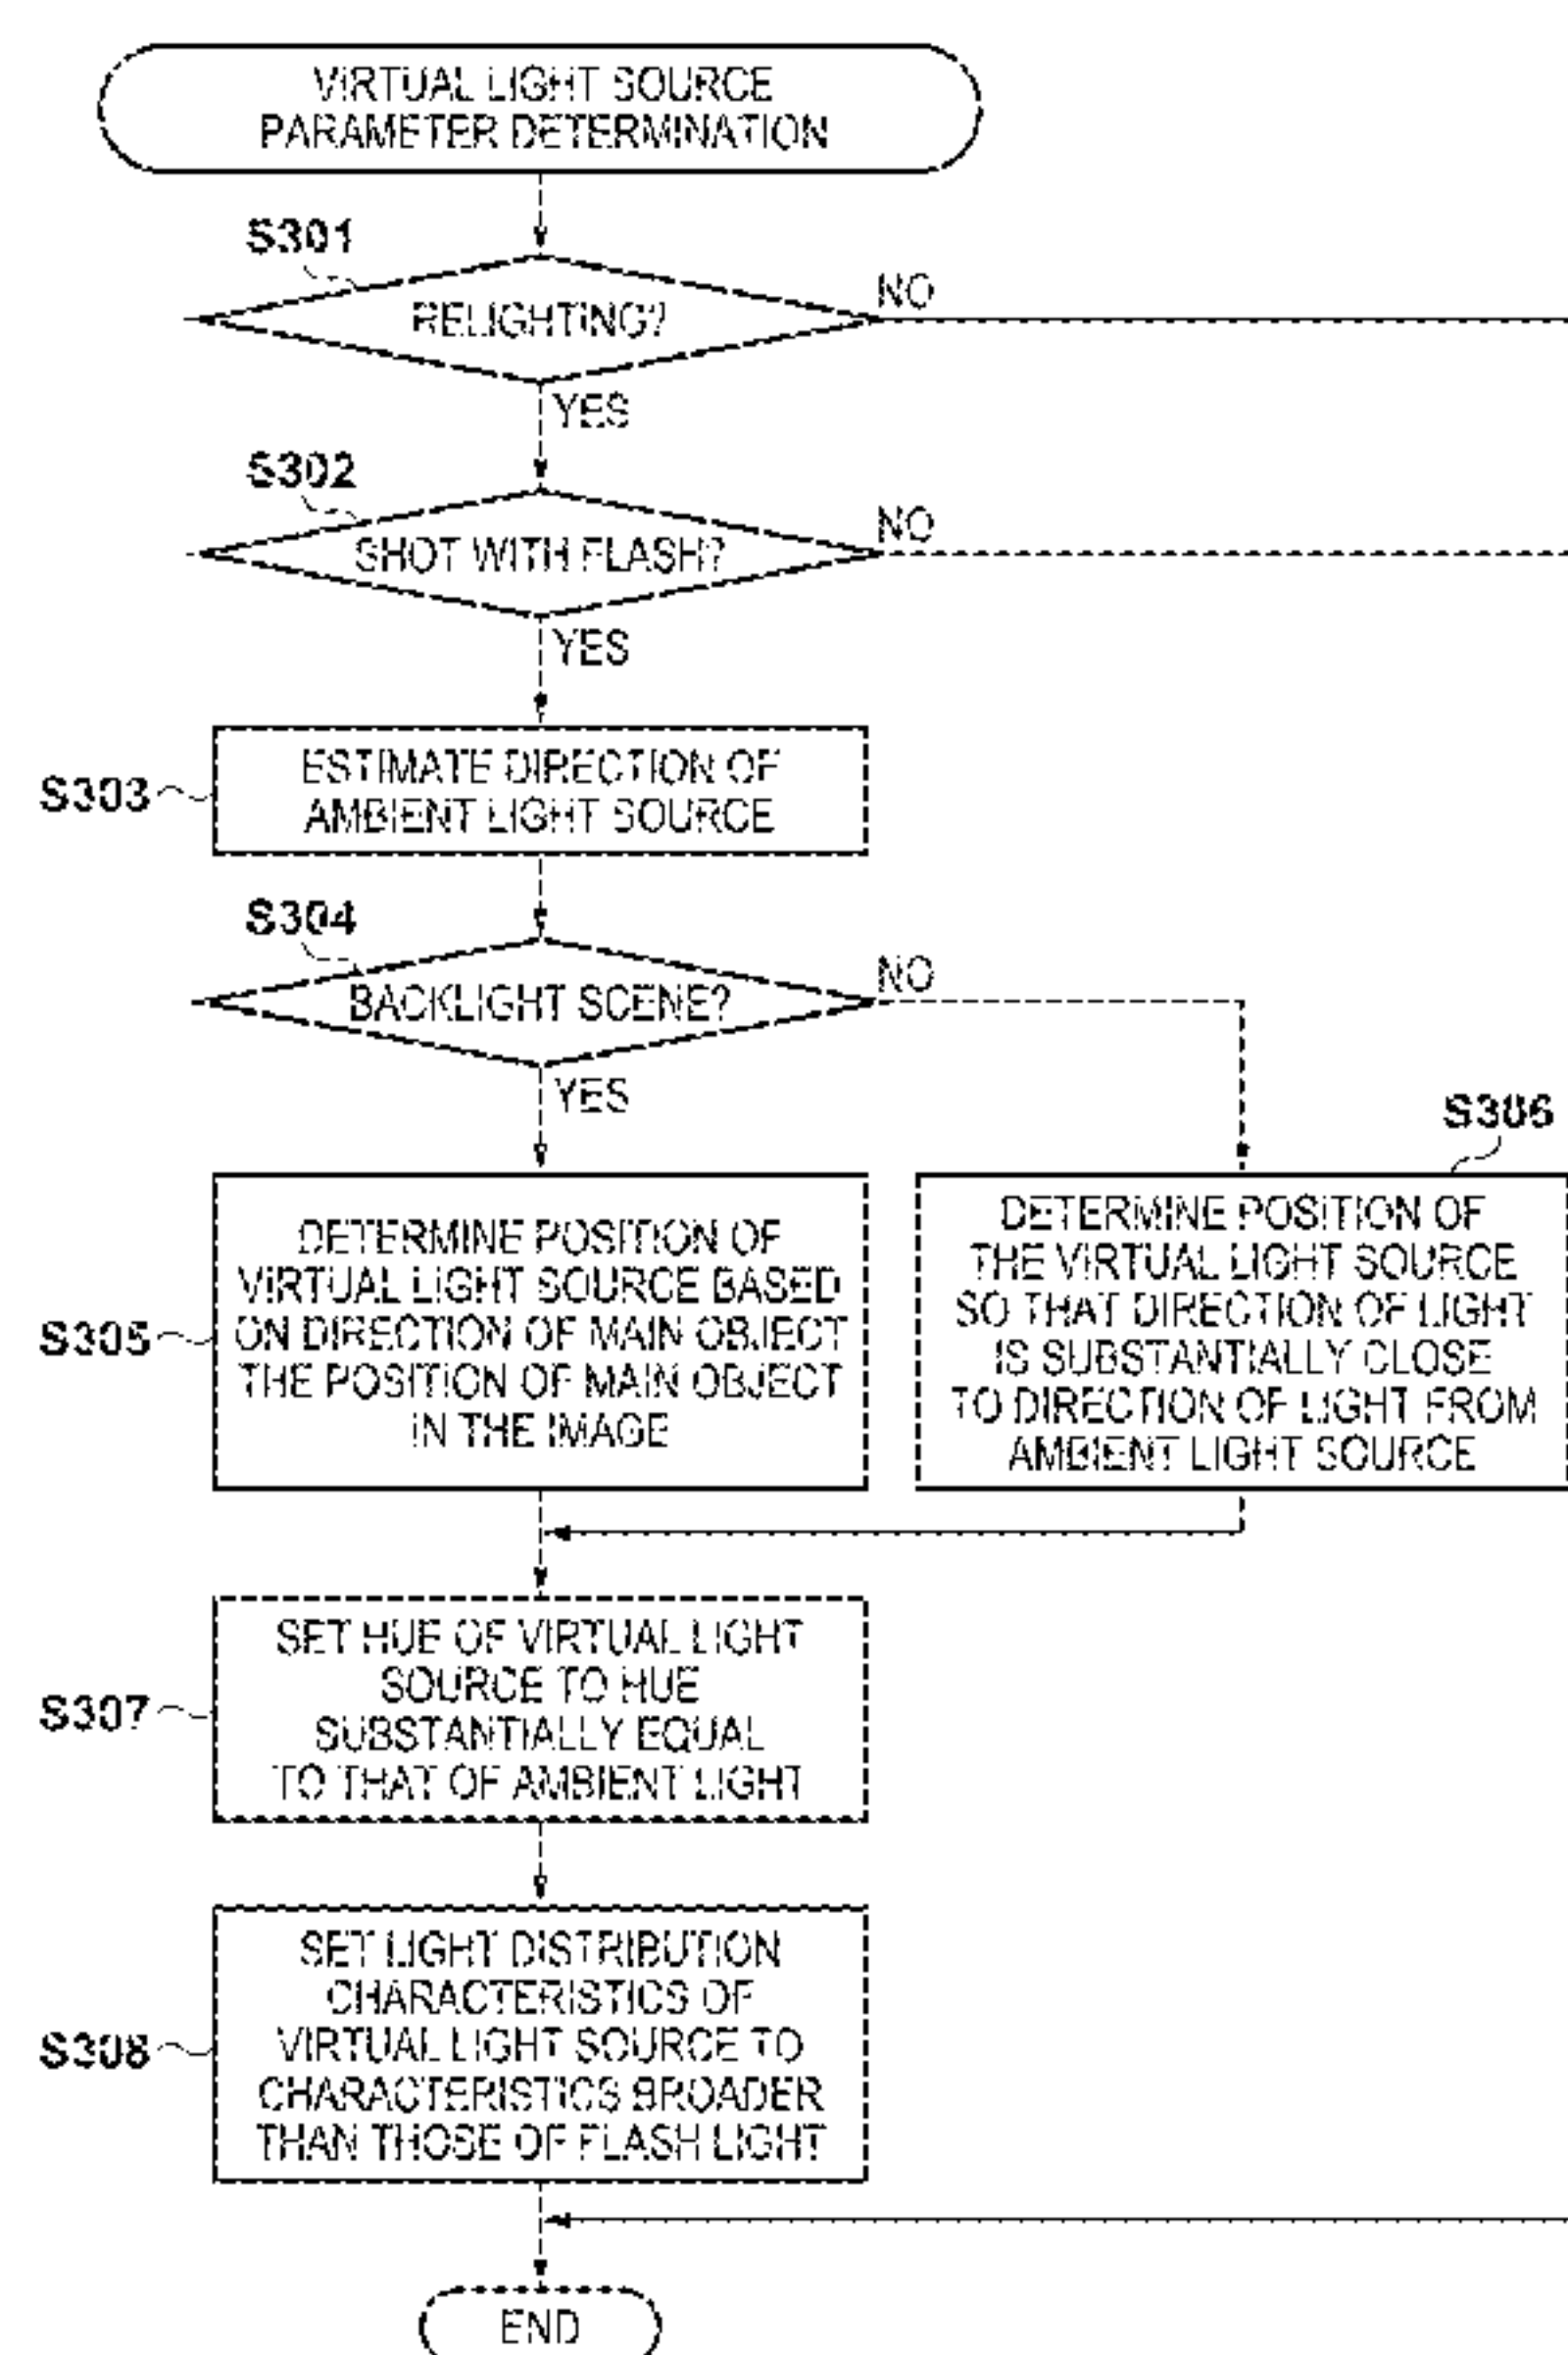 VIRTUAL LIGHT SOURCE
PARAMETER DETERMINATION
S301
RELIGHTING?
NO
YES
S302
SHOT WITH FLASH?
NO
YES
S303
ESTIMATE DIRECTION OF
AMBIENT LIGHT SOURCE
S304
BACKLIGHT SCENE?
NO
YES
S305
DETERMINE POSITION OF
VIRTUAL LIGHT SOURCE BASED
ON DIRECTION OF MAIN OBJECT
THE POSITION OF MAIN OBJECT
IN THE IMAGE
S306
DETERMINE POSITION OF
THE VIRTUAL LIGHT SOURCE
SO THAT DIRECTION OF LIGHT
IS SUBSTANTIALLY CLOSE
TO DIRECTION OF LIGHT FROM
AMBIENT LIGHT SOURCE
S307
SET HUE OF VIRTUAL LIGHT
SOURCE TO HUE
SUBSTANTIALLY EQUAL
TO THAT OF AMBIENT LIGHT
S308
SET LIGHT DISTRIBUTION
CHARACTERISTICS OF
VIRTUAL LIGHT SOURCE TO
CHARACTERISTICS BROADER
THAN THOSE OF FLASH LIGHT
END